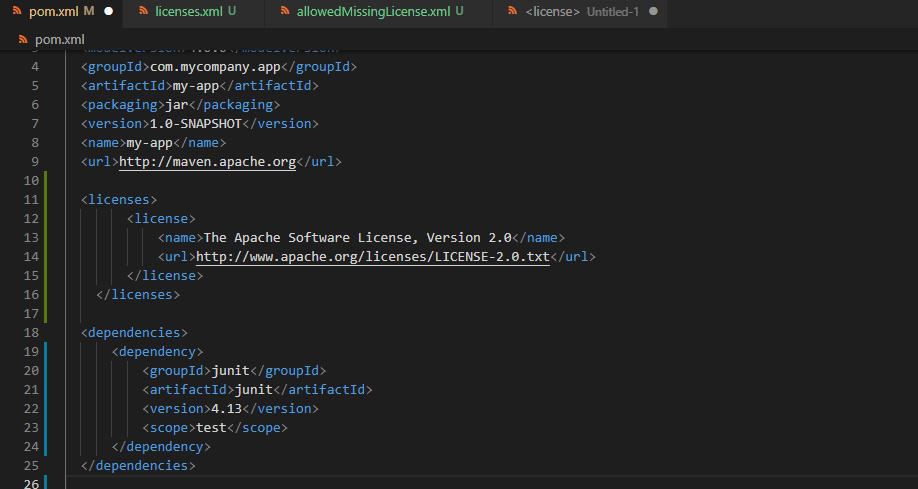 pom.xml M licenses.xml U allowedMissingLicense.xml U <license> Untitled-1
pom.xml
4 <groupId>com.mycompany.app</groupId>
5 <artifactId>my-app</artifactId>
6 <packaging>jar</packaging>
7 <version>1.0-SNAPSHOT</version>
8 <name>my-app</name>
9 <url>http://maven.apache.org</url>
10
11 <licenses>
12 <license>
13 <name>The Apache Software License, Version 2.0</name>
14 <url>http://www.apache.org/licenses/LICENSE-2.0.txt</url>
15 </license>
16 </licenses>
17
18 <dependencies>
19 <dependency>
20 <groupId>junit</groupId>
21 <artifactId>junit</artifactId>
22 <version>4.13</version>
23 <scope>test</scope>
24 </dependency>
25 </dependencies>
26